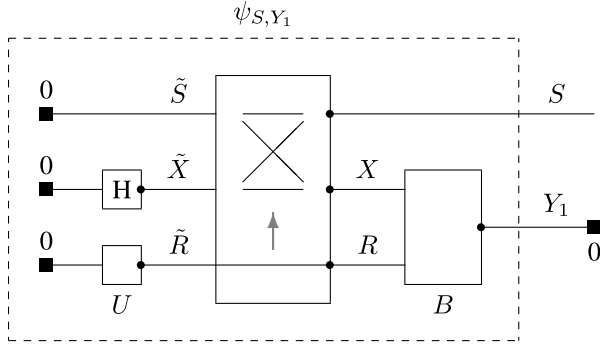 ψ_{S,Y_1}
0 S̃ S
0 H X̃ X
Y_1
0 R̃ R 0
U B